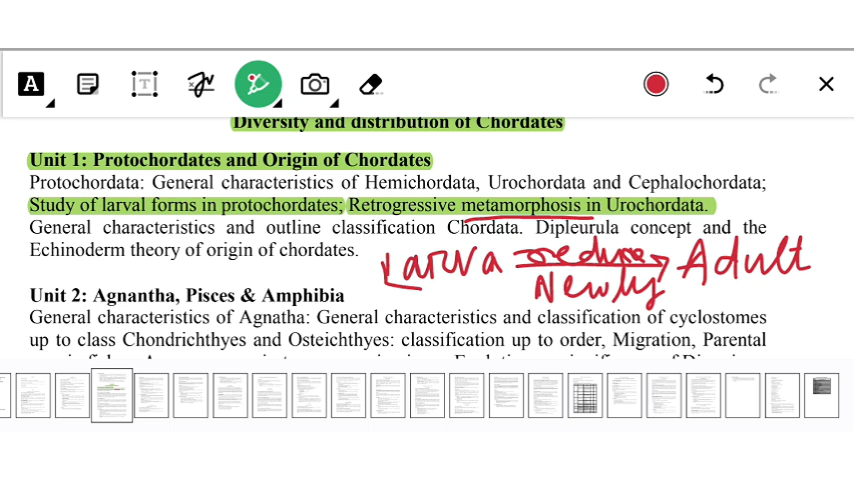 A
T
Diversity and distribution of Chordates
Unit 1: Protochordates and Origin of Chordates
Protochordata: General characteristics of Hemichordata, Urochordata and Cephalochordata;
Study of larval forms in protochordates; Retrogressive metamorphosis in Urochordata.
General characteristics and outline classification Chordata. Dipleurula concept and the
Echinoderm theory of origin of chordates.
Larva Adult
Newly
Unit 2: Agnantha, Pisces & Amphibia
General characteristics of Agnatha: General characteristics and classification of cyclostomes
up to class Chondrichthyes and Osteichthyes: classification up to order, Migration, Parental